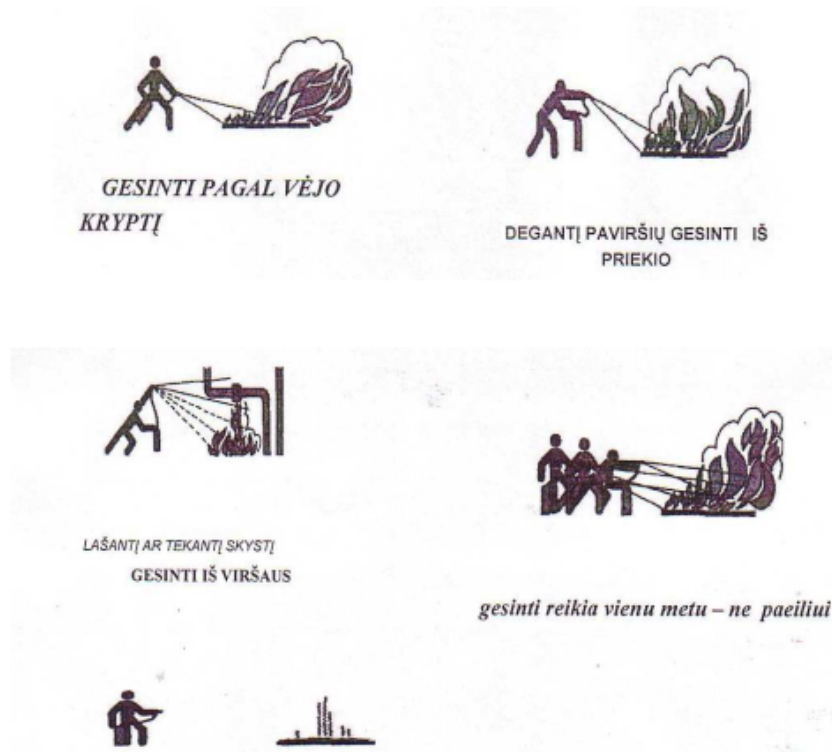 GESINTI PAGAL VĖJO
KRYPTĮ
DEGANTĮ PAVIRŠIŲ GESINTI IŠ
PRIEKIO
LAŠANTĮ AR TEKANTĮ SKYSTĮ
GESINTI IŠ VIRŠAUS
gesinti reikia vienu metu – ne paeiliui